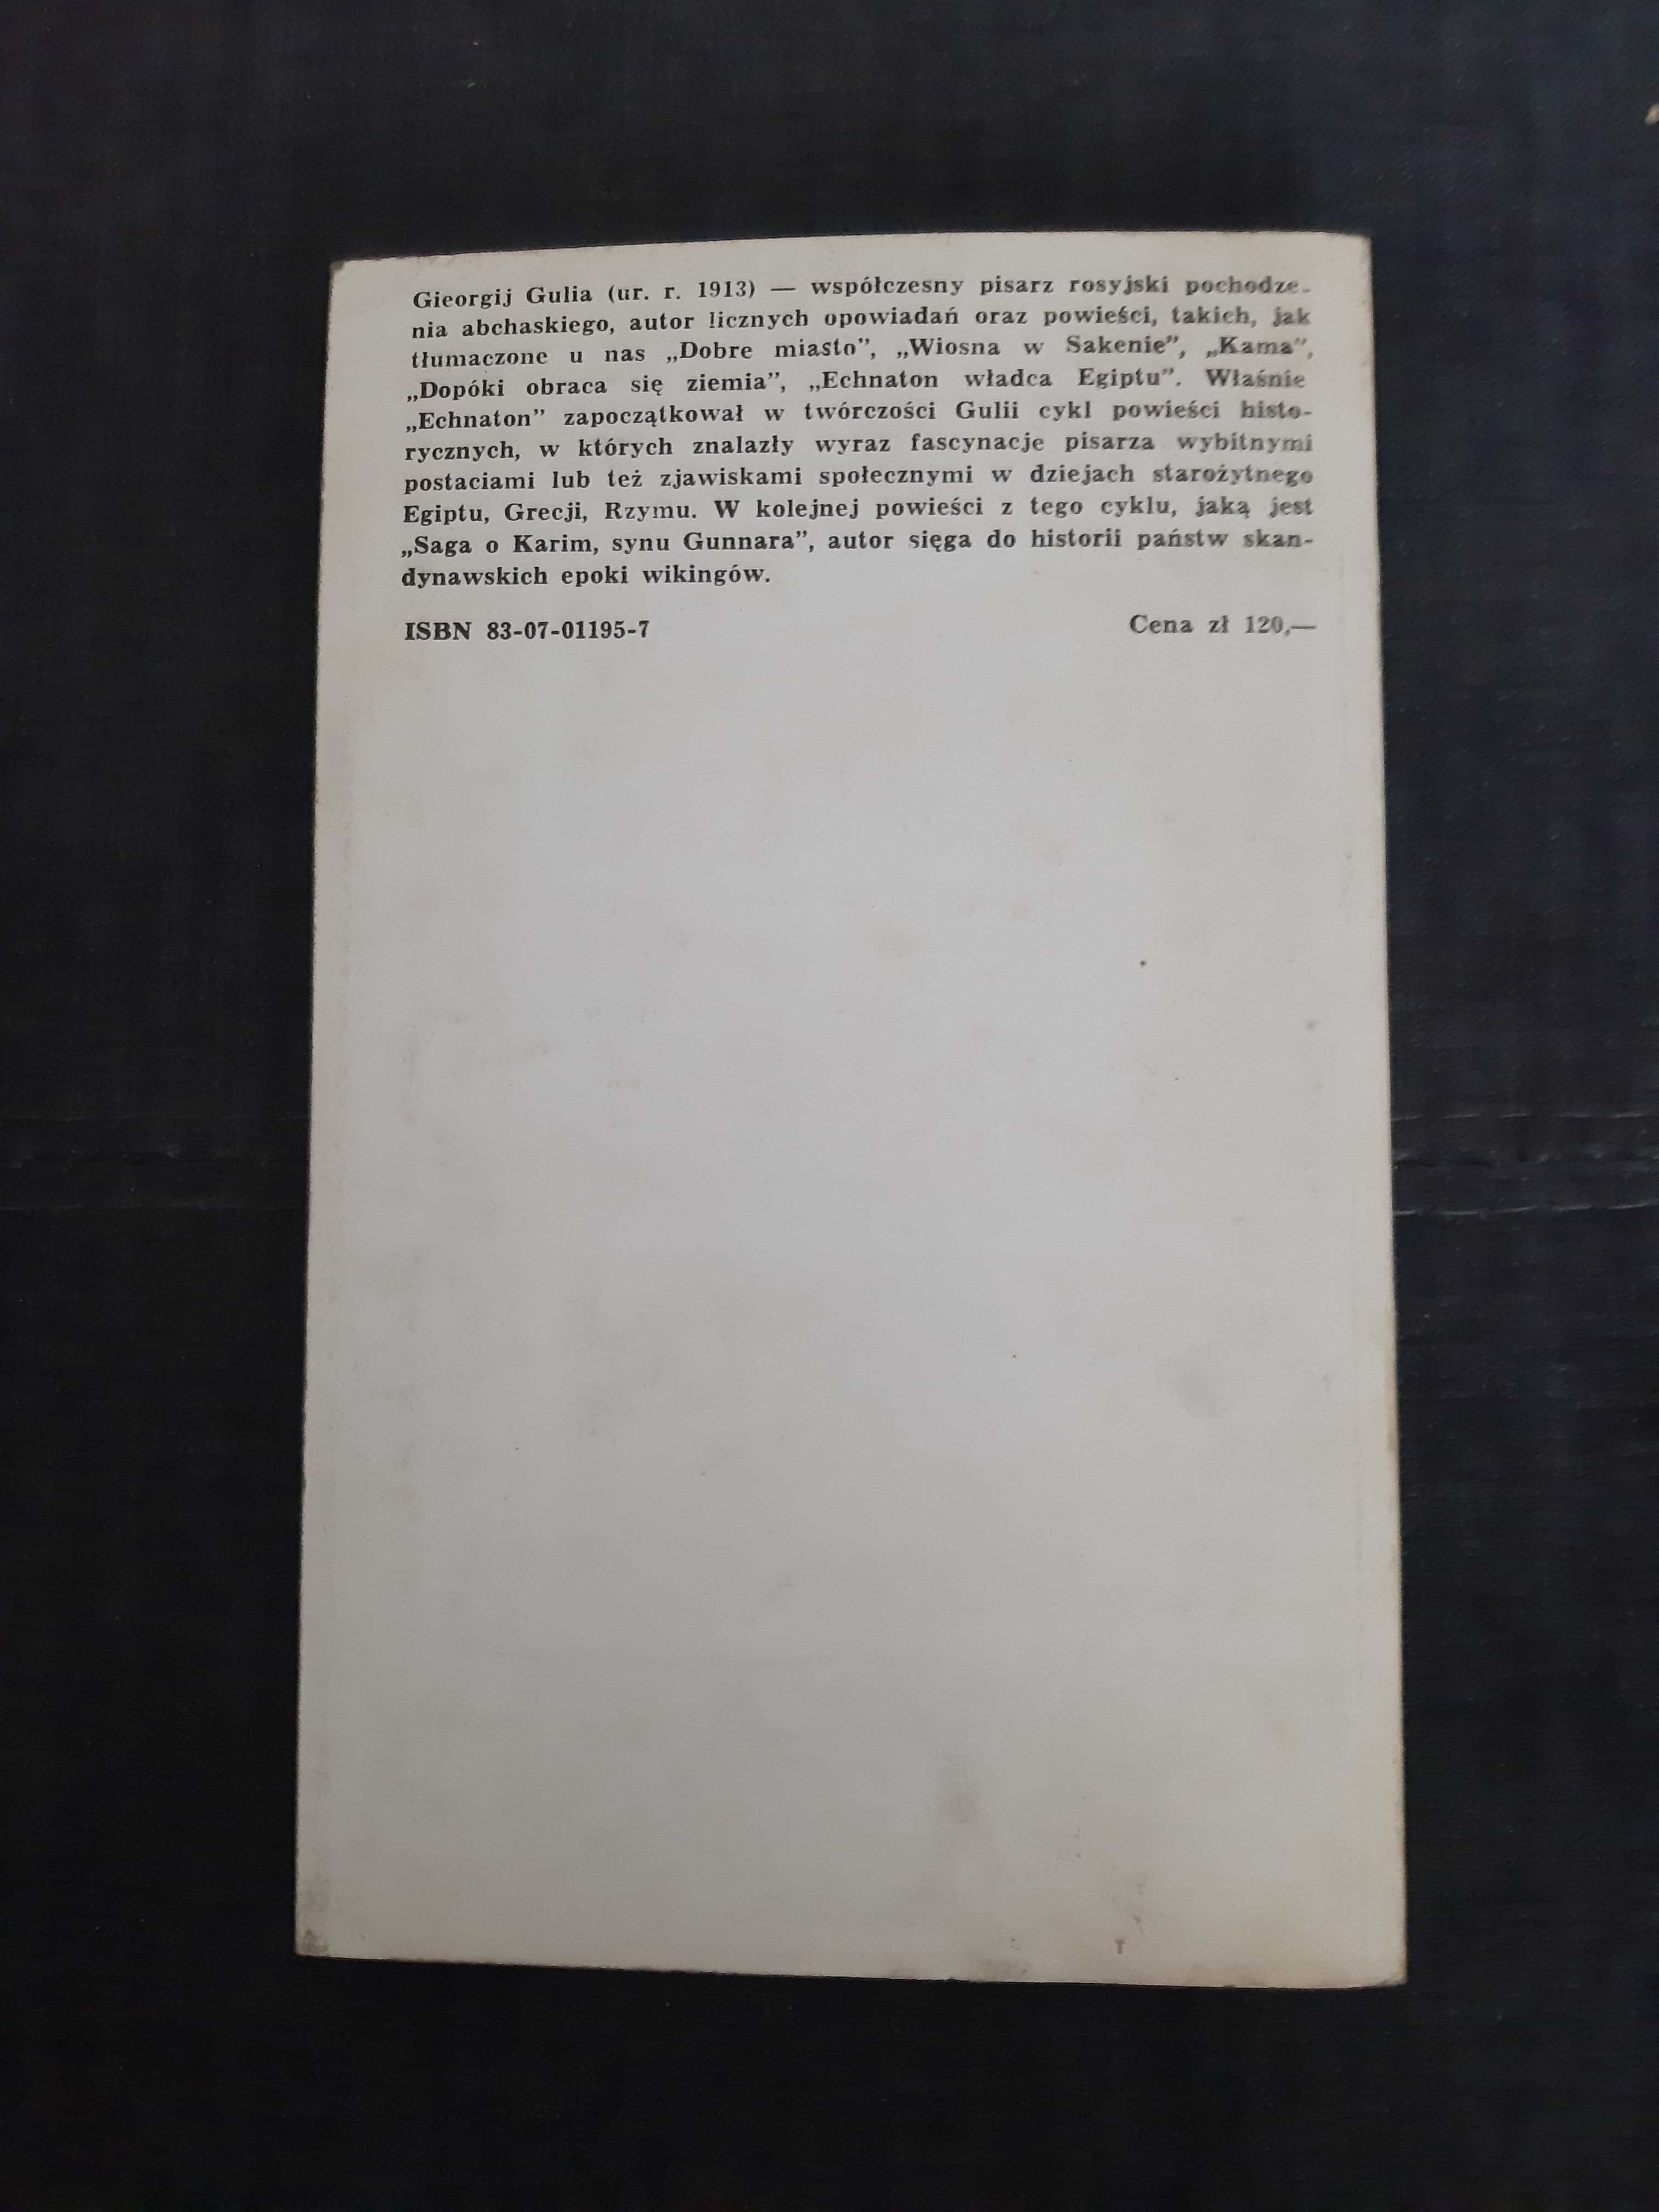 Gieorgij Gulia (ur. r. 1913) — współczesny pisarz rosyjski pochodze-
nia abchaskiego, autor licznych opowiadań oraz powieści, takich, jak
tłumaczone u nas „Dobre miasto”, „Wiosna w Sakenie”, „Kama”,
„Dopóki obraca się ziemia”, „Echnaton władca Egiptu”. Właśnie
„Echnaton” zapoczątkował w twórczości Gulii cykl powieści histo-
rycznych, w których znalazły wyraz fascynacje pisarza wybitnymi
postaciami lub też zjawiskami społecznymi w dziejach starożytnego
Egiptu, Grecji, Rzymu. W kolejnej powieści z tego cyklu, jaką jest
„Saga o Karim, synu Gunnara”, autor sięga do historii państw skan-
dynawskich epoki wikingów.
ISBN 83-07-01195-7 Cena zł 120,—